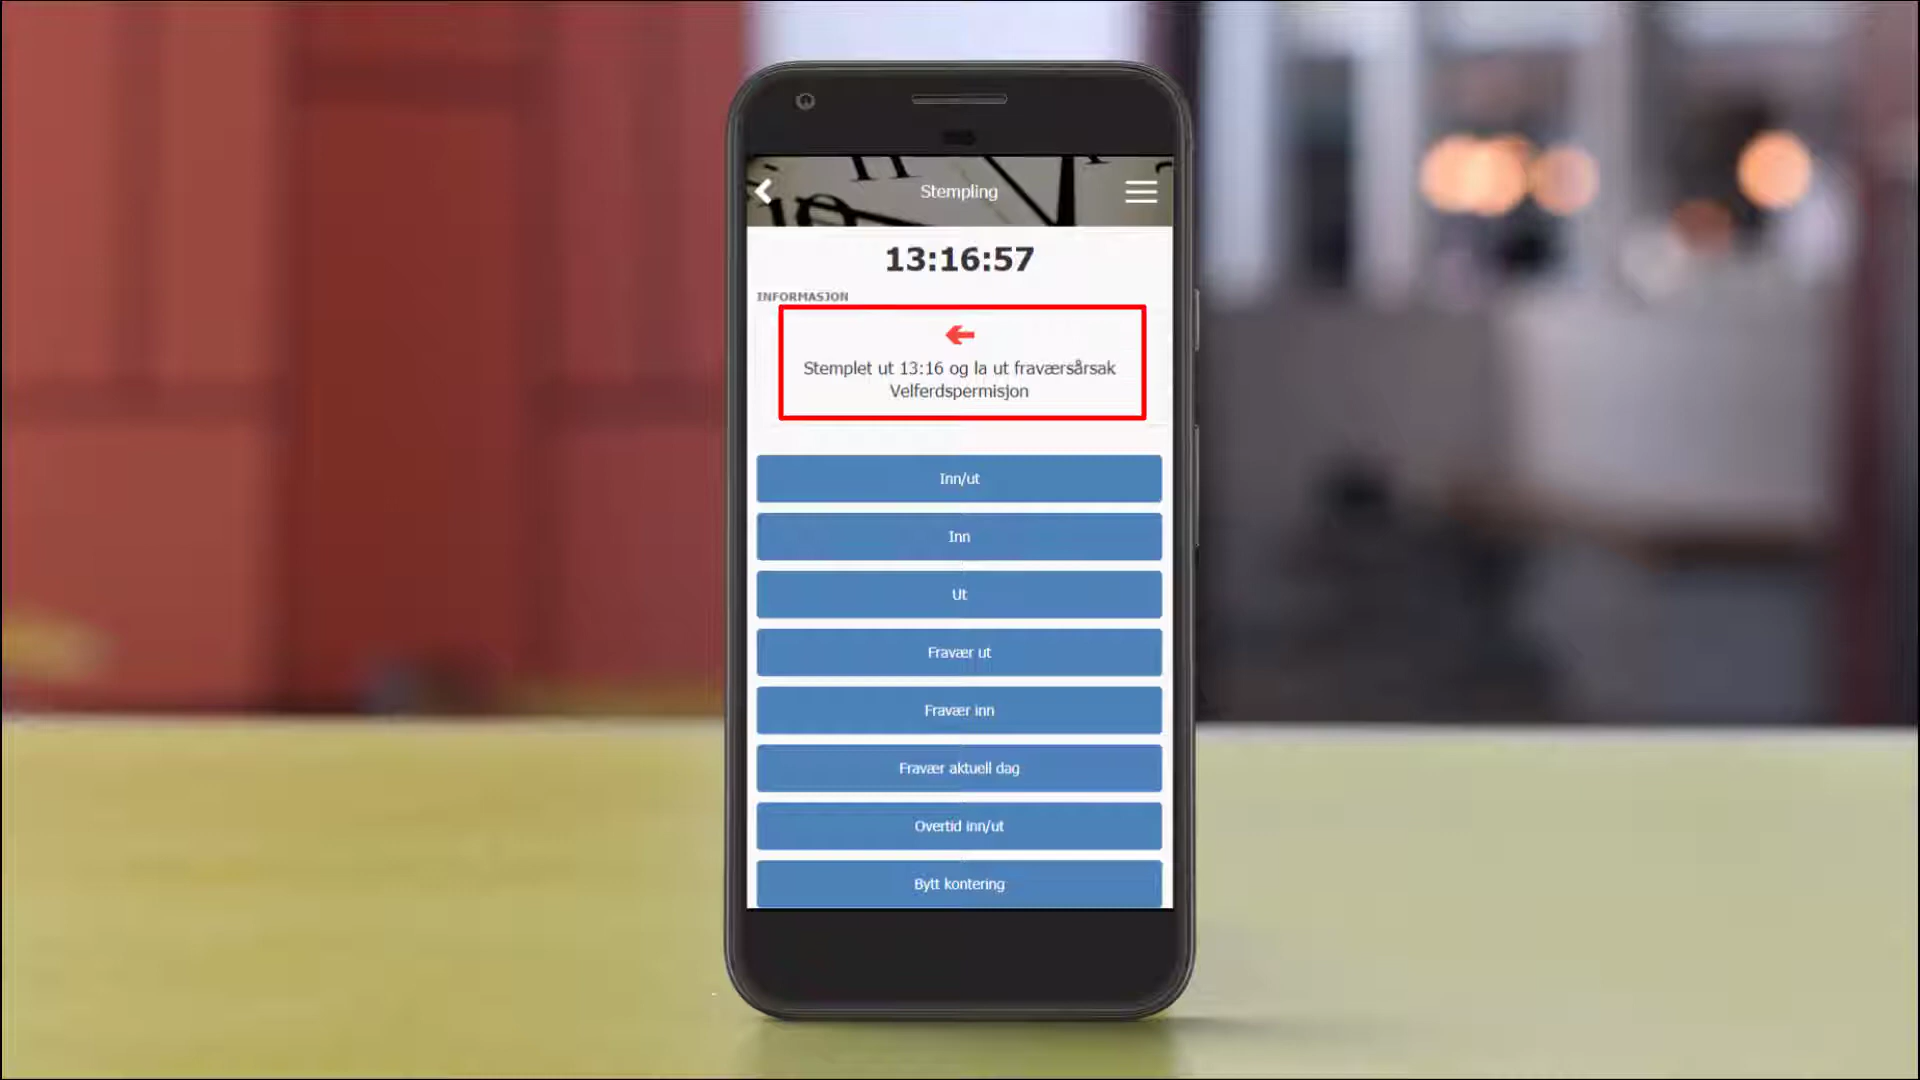 Stempling
13:16:57
INFORMASJON
Stemplet ut 13:16 og la ut fraværsårsak
Velferdspermisjon
Inn/ut
Inn
Ut
Fravær ut
Fravær inn
Fravær aktuell dag
Overtid inn/ut
Bytt kontering